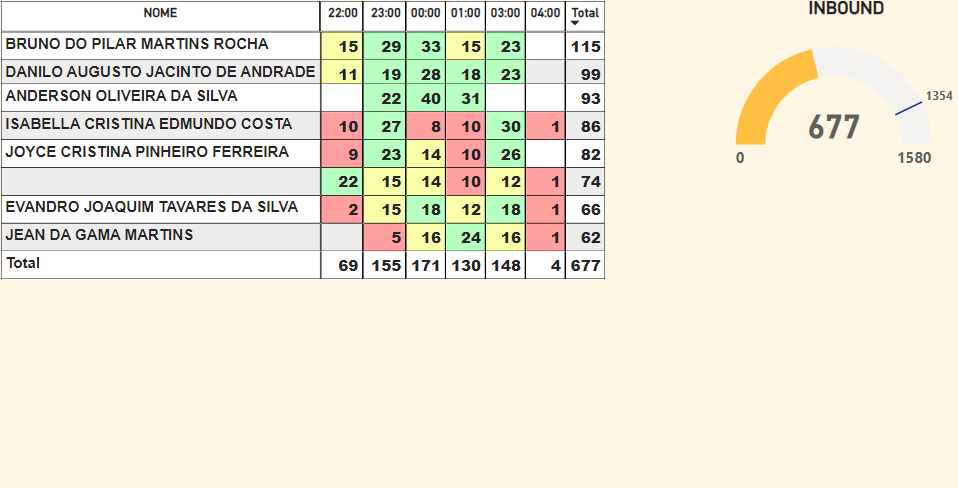 NOME 22:00 23:00 00:00 01:00 03:00 04:00 Total
BRUNO DO PILAR MARTINS ROCHA 15 29 33 15 23 115
DANILO AUGUSTO JACINTO DE ANDRADE 11 19 28 18 23 99
ANDERSON OLIVEIRA DA SILVA 22 40 31 93
ISABELLA CRISTINA EDMUNDO COSTA 10 27 8 10 30 1 86
JOYCE CRISTINA PINHEIRO FERREIRA 9 23 14 10 26 82
22 15 14 10 12 1 74
EVANDRO JOAQUIM TAVARES DA SILVA 2 15 18 12 18 1 66
JEAN DA GAMA MARTINS 5 16 24 16 1 62
Total 69 155 171 130 148 4 677
INBOUND
1354
677
0 1580